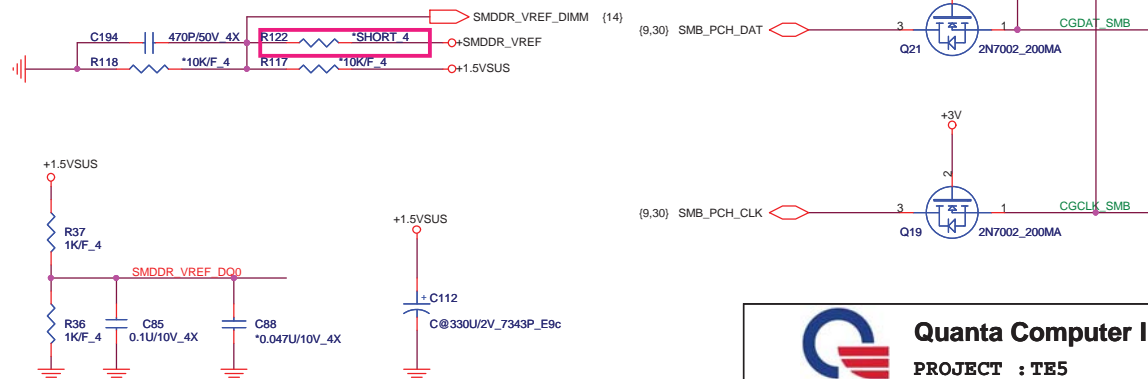 SMDDR_VREF_DIMM {14}
C194 470P/50V_4X
R122 *SHORT_4
+SMDDR_VREF
R118 *10K/F_4
R117 *10K/F_4
+1.5VSUS
{9,30} SMB_PCH_DAT
3
1
CGDAT_SMB
Q21
2N7002_200MA
+3V
2
{9,30} SMB_PCH_CLK
3
1
CGCLK_SMB
Q19
2N7002_200MA
+1.5VSUS
R37
1K/F_4
SMDDR_VREF_DQ0
R36
1K/F_4
C85
0.1U/10V_4X
C88
*0.047U/10V_4X
+1.5VSUS
+
C112
C@330U/2V_7343P_E9c
Quanta Computer I
PROJECT : TE5